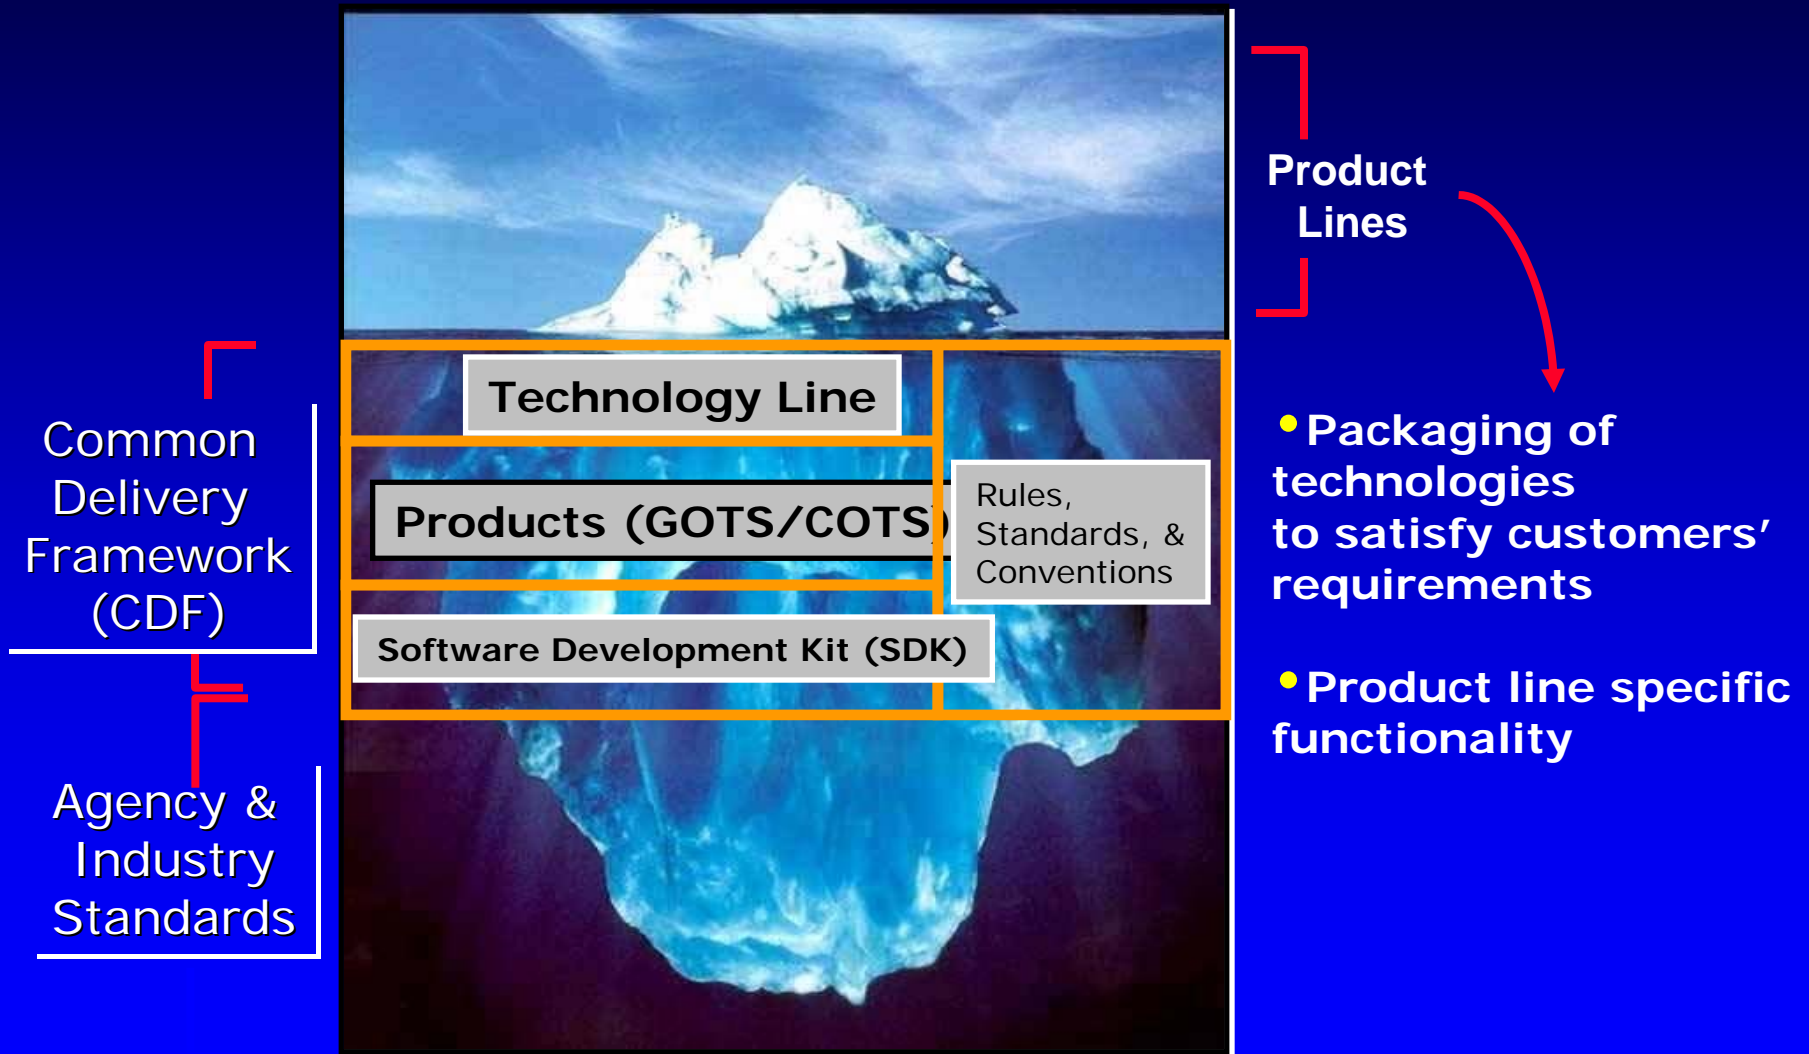 Product
Lines
Technology Line
Products (GOTS/COTS)
Software Development Kit (SDK)
Rules,
Standards, &
Conventions
Common
Delivery
Framework
(CDF)
Agency &
Industry
Standards
•Packaging of
technologies
to satisfy customers’
requirements
•Product line specific
functionality